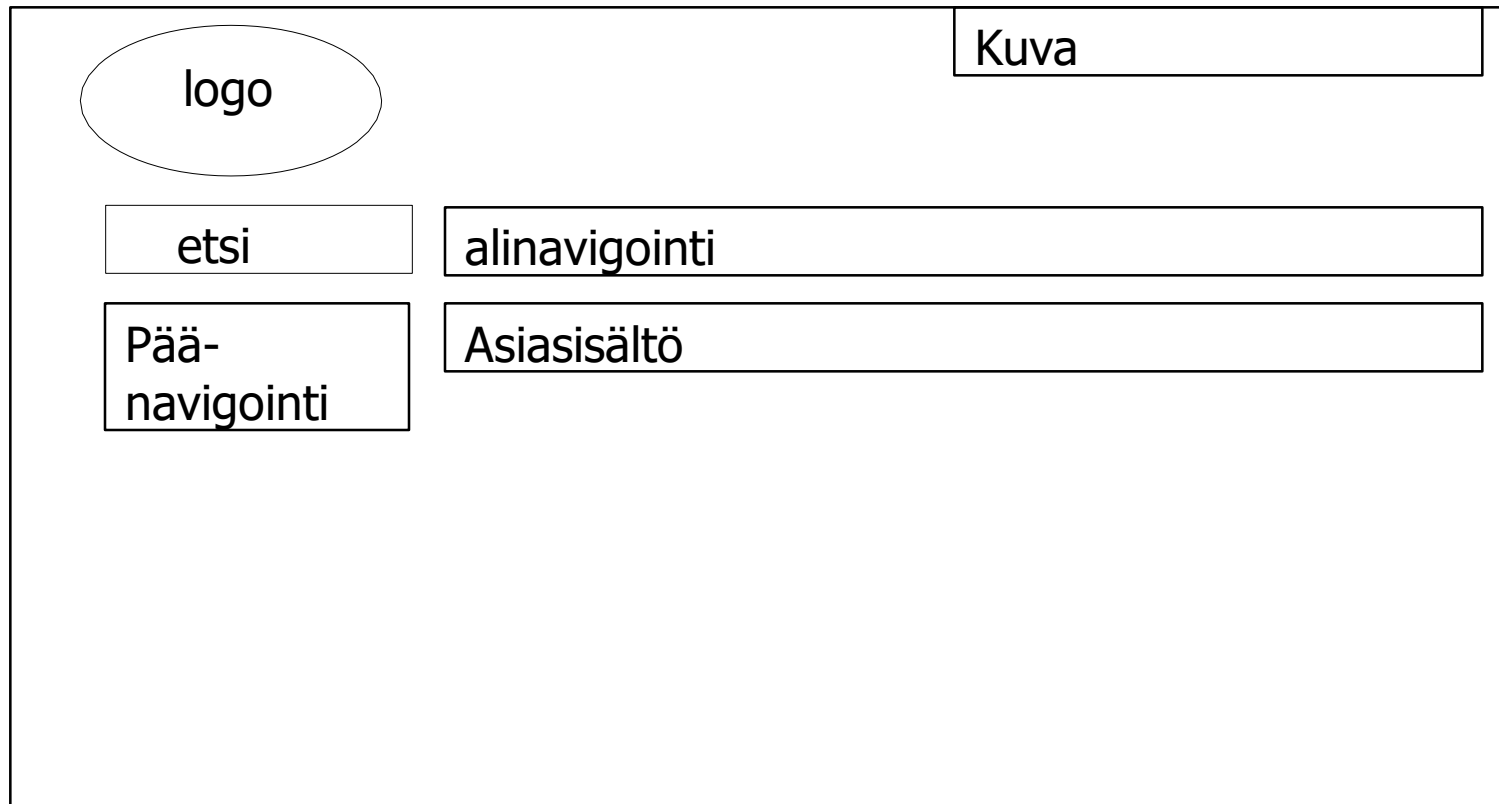 logo
Kuva
etsi
alinavigointi
Pää-
navigointi
Asiasisältö